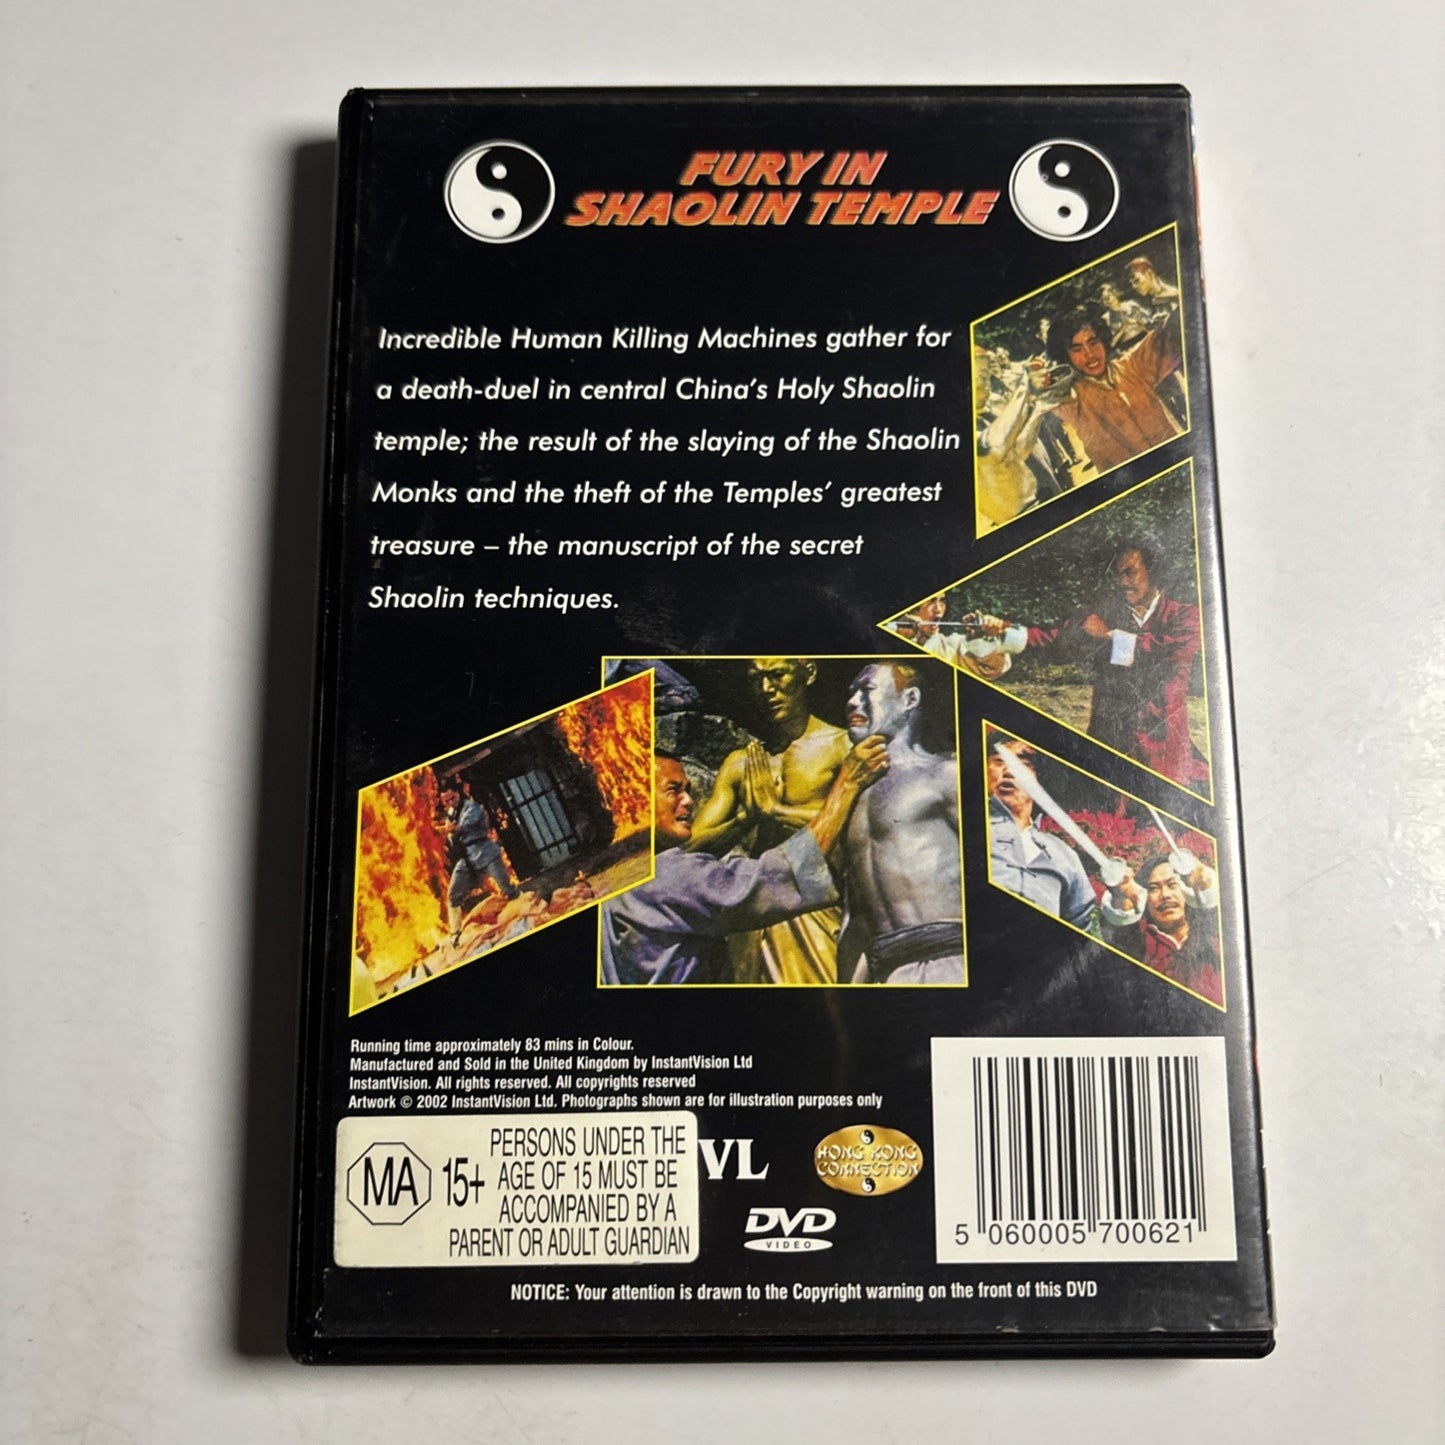 FURY IN
SHAOLIN TEMPLE
Incredible Human Killing Machines gather for
a death-duel in central China's Holy Shaolin
temple; the result of the slaying of the Shaolin
Monks and the theft of the Temples' greatest
treasure – the manuscript of the secret
Shaolin techniques.
Running time approximately 83 mins in Colour.
Manufactured and Sold in the United Kingdom by InstantVision Ltd
InstantVision. All rights reserved. All copyrights reserved
Artwork © 2002 InstantVision Ltd. Photographs shown are for illustration purposes only
MA 15+
PERSONS UNDER THE
AGE OF 15 MUST BE
ACCOMPANIED BY A
PARENT OR ADULT GUARDIAN
VL
HONG KONG
CONNECTION
DVD
VIDEO
5 060005 700621
NOTICE: Your attention is drawn to the Copyright warning on the front of this DVD